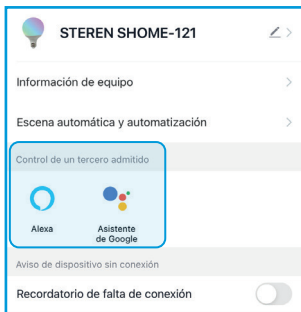 STEREN SHOME-121
Información de equipo
Escena automática y automatización
Control de un tercero admitido
Alexa
Asistente
de Google
Aviso de dispositivo sin conexión
Recordatorio de falta de conexión